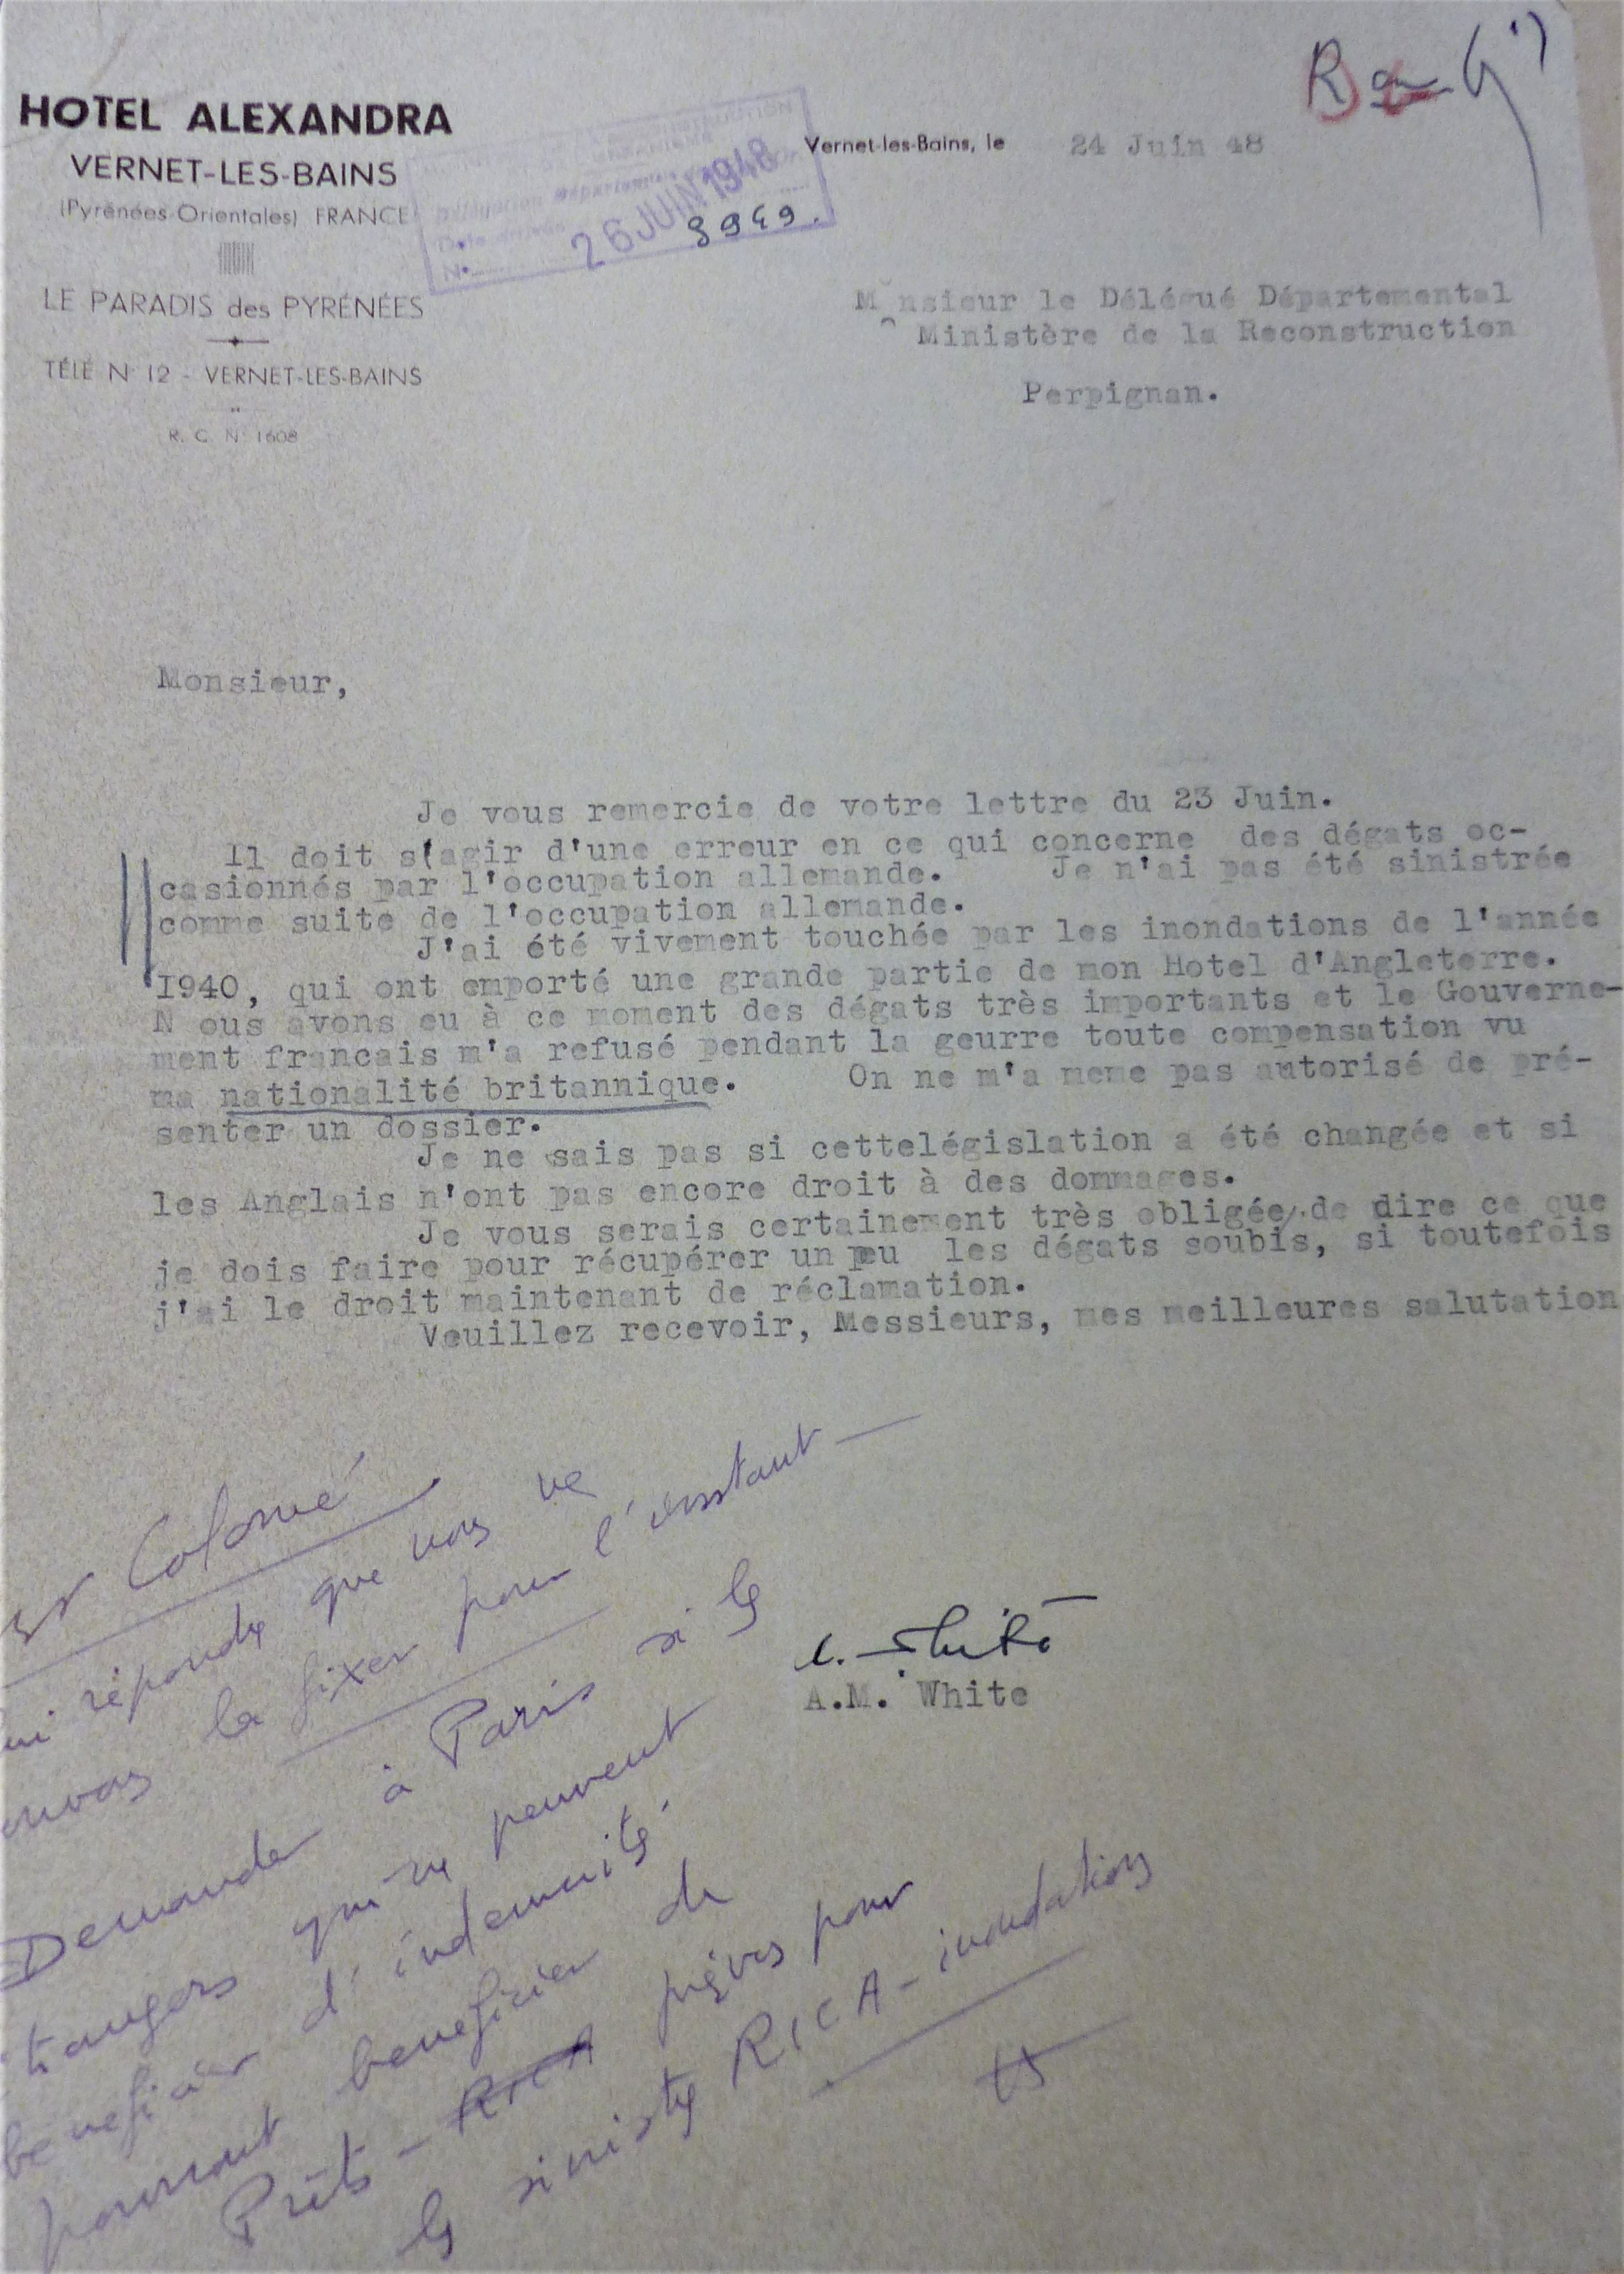 HOTEL ALEXANDRA
VERNET-LES-BAINS
(Pyrénées-Orientales) FRANCE
LE PARADIS des PYRÉNÉES
TÉLÉ N° 12 - VERNET-LES-BAINS
R. C. N° 1608
26 JUIN 1948
N°
8949.
Vernet-les-Bains, le 24 Juin 48
M nsieur le Délégué Départemental
Ministère de la Reconstruction
Perpignan.
Monsieur,
Je vous remercie de votre lettre du 23 Juin.
Il doit s'agir d'une erreur en ce qui concerne des dégats oc-
casionnés par l'occupation allemande. Je n'ai pas été sinistrée
comme suite de l'occupation allemande.
J'ai été vivement touchée par les inondations de l'année
I940, qui ont emporté une grande partie de mon Hotel d'Angleterre.
N ous avons eu à ce moment des dégats très importants et le Gouverne-
ment francais m'a refusé pendant la geurre toute compensation vu
ma nationalité britannique. On ne m'a meme pas autorisé de pré-
senter un dossier.
Je ne sais pas si cettelégislation a été changée et si
les Anglais n'ont pas encore droit à des dommages.
Je vous serais certainement très obligée de dire ce que
je dois faire pour récupérer un peu les dégats soubis, si toutefois
j'ai le droit maintenant de réclamation.
Veuillez recevoir, Messieurs, mes meilleures salutation
A.M. White
Colomé
répondre que vous ne
la fixer pour l'instant —
Demander à Paris si les
étrangers qui ne peuvent
beneficier d'indemnité
pourront beneficier de
Prêts - RICA prévus pour
les sinistrés RICA - inondations